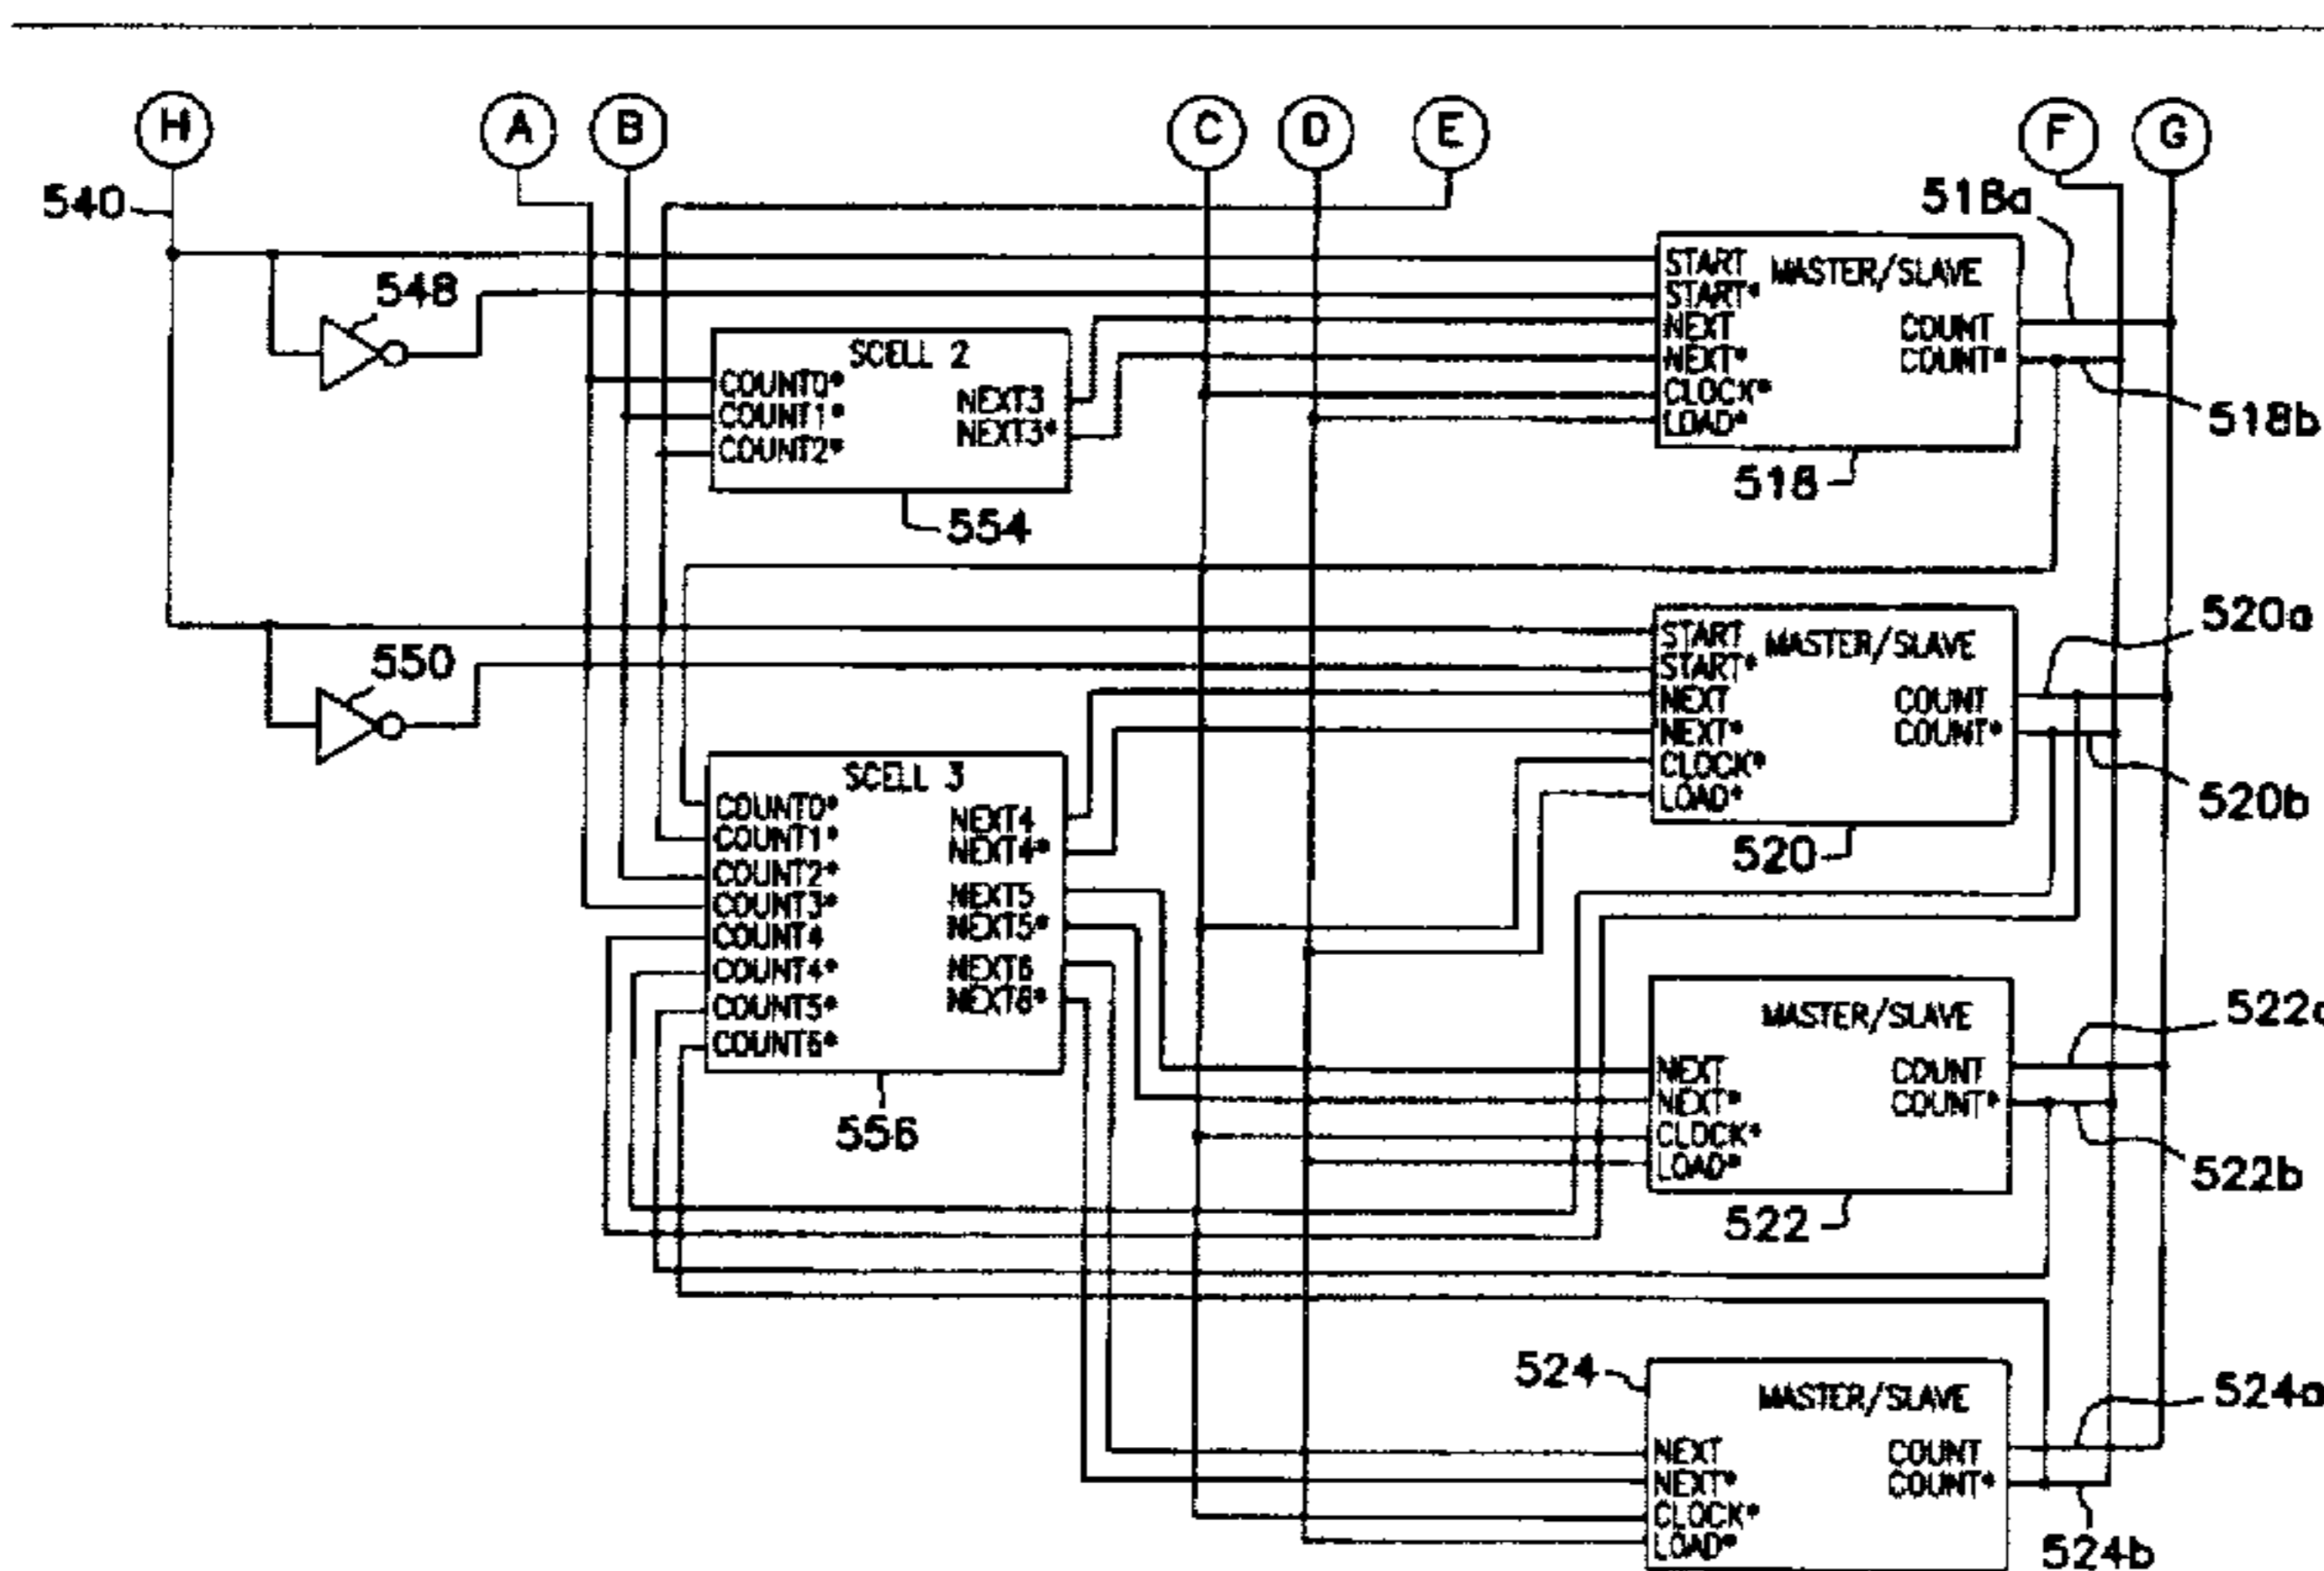 H A B C D E F G
540
518a
548
START MASTER/SLAVE
START*
NEXT COUNT
NEXT* COUNT*
CLOCK*
LOAD*
518b
518
SCELL 2
COUNT0* NEXT3
COUNT1* NEXT3*
COUNT2*
554
550
START MASTER/SLAVE
START*
NEXT COUNT
NEXT* COUNT*
CLOCK*
LOAD*
520a
520b
520
SCELL 3
COUNT0* NEXT4
COUNT1* NEXT4*
COUNT2* NEXT5
COUNT3* NEXT5*
COUNT4 NEXT6
COUNT4* NEXT6*
COUNT5*
COUNT6*
556
MASTER/SLAVE
NEXT COUNT
NEXT* COUNT*
CLOCK*
LOAD*
522a
522b
522
524
MASTER/SLAVE
NEXT COUNT
NEXT* COUNT*
CLOCK*
LOAD*
524a
524b